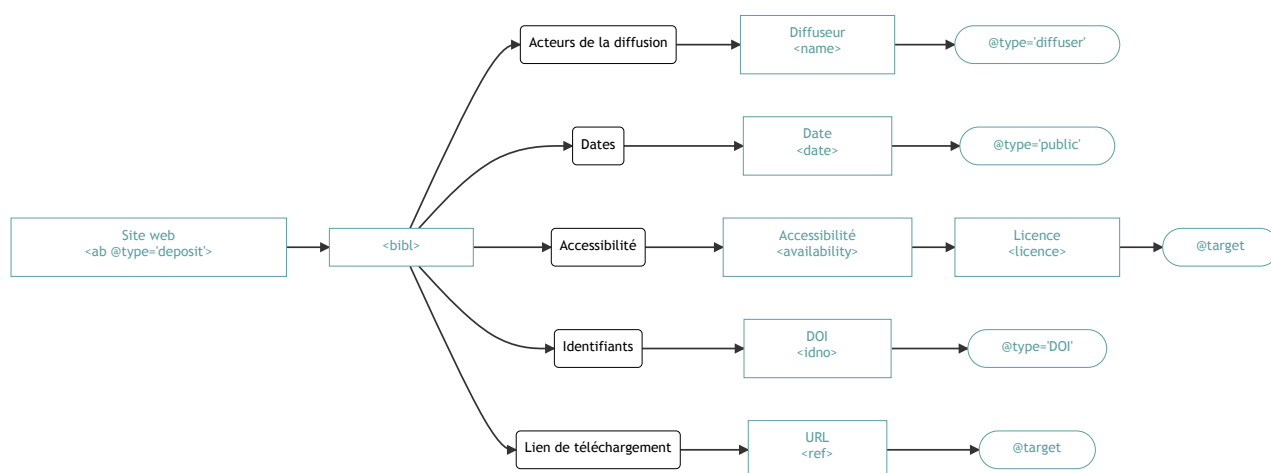 Acteurs de la diffusion
Diffuseur
<name>
@type='diffuser'
Dates
Date
<date>
@type='public'
Site web
<ab @type='deposit'>
<bibl>
Accessibilité
Accessibilité
<availability>
Licence
<licence>
@target
Identifiants
DOI
<idno>
@type='DOI'
Lien de téléchargement
URL
<ref>
@target